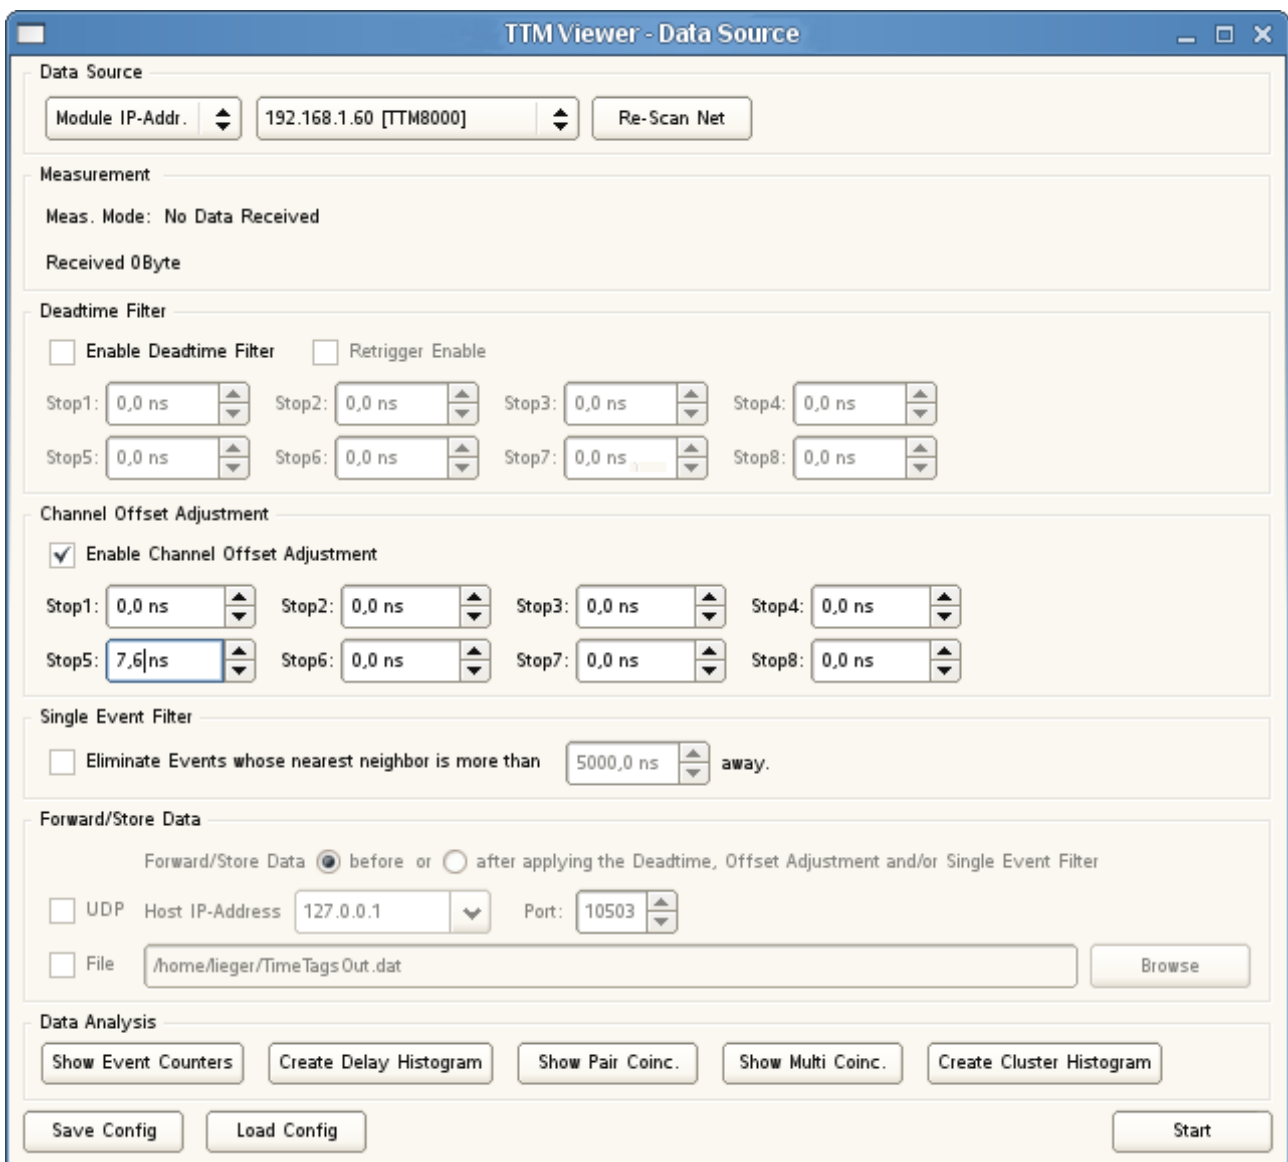 TTM Viewer - Data Source
Data Source
Module IP-Addr. 192.168.1.60 [TTM8000] Re-Scan Net
Measurement
Meas. Mode: No Data Received
Received 0Byte
Deadtime Filter
Enable Deadtime Filter Retrigger Enable
Stop1: 0,0 ns Stop2: 0,0 ns Stop3: 0,0 ns Stop4: 0,0 ns
Stop5: 0,0 ns Stop6: 0,0 ns Stop7: 0,0 ns Stop8: 0,0 ns
Channel Offset Adjustment
Enable Channel Offset Adjustment
Stop1: 0,0 ns Stop2: 0,0 ns Stop3: 0,0 ns Stop4: 0,0 ns
Stop5: 7,6 ns Stop6: 0,0 ns Stop7: 0,0 ns Stop8: 0,0 ns
Single Event Filter
Eliminate Events whose nearest neighbor is more than 5000,0 ns away.
Forward/Store Data
Forward/Store Data before or after applying the Deadtime, Offset Adjustment and/or Single Event Filter
UDP Host IP-Address 127.0.0.1 Port: 10503
File /home/lieger/TimeTagsOut.dat Browse
Data Analysis
Show Event Counters Create Delay Histogram Show Pair Coinc. Show Multi Coinc. Create Cluster Histogram
Save Config Load Config Start